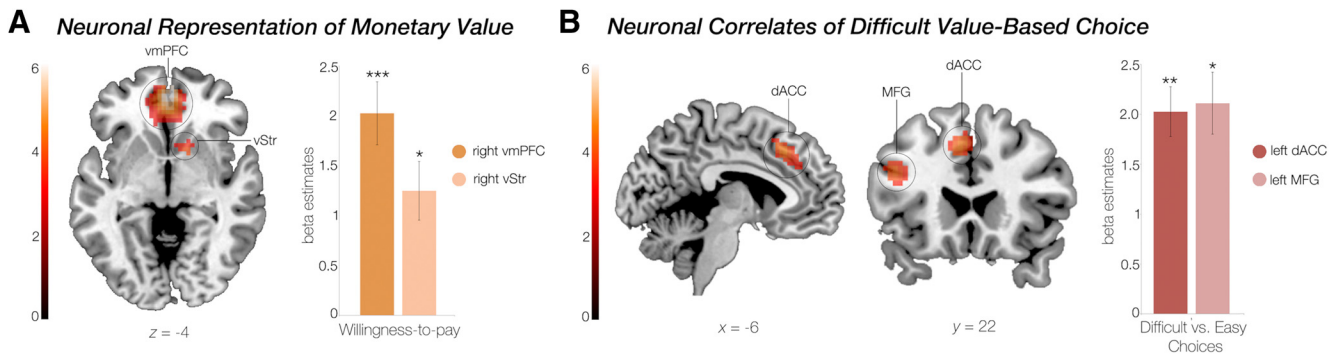 A Neuronal Representation of Monetary Value
vmPFC
6
4
2
0
vStr
z = -4
2.5
2
1.5
1
0.5
0
beta estimates
***
*
right vmPFC
right vStr
Willingness-to-pay
B Neuronal Correlates of Difficult Value-Based Choice
6
4
2
0
dACC
x = -6
MFG
dACC
y = 22
2.5
2.0
1.5
1
0.5
0
beta estimates
**
*
left dACC
left MFG
Difficult vs. Easy
Choices